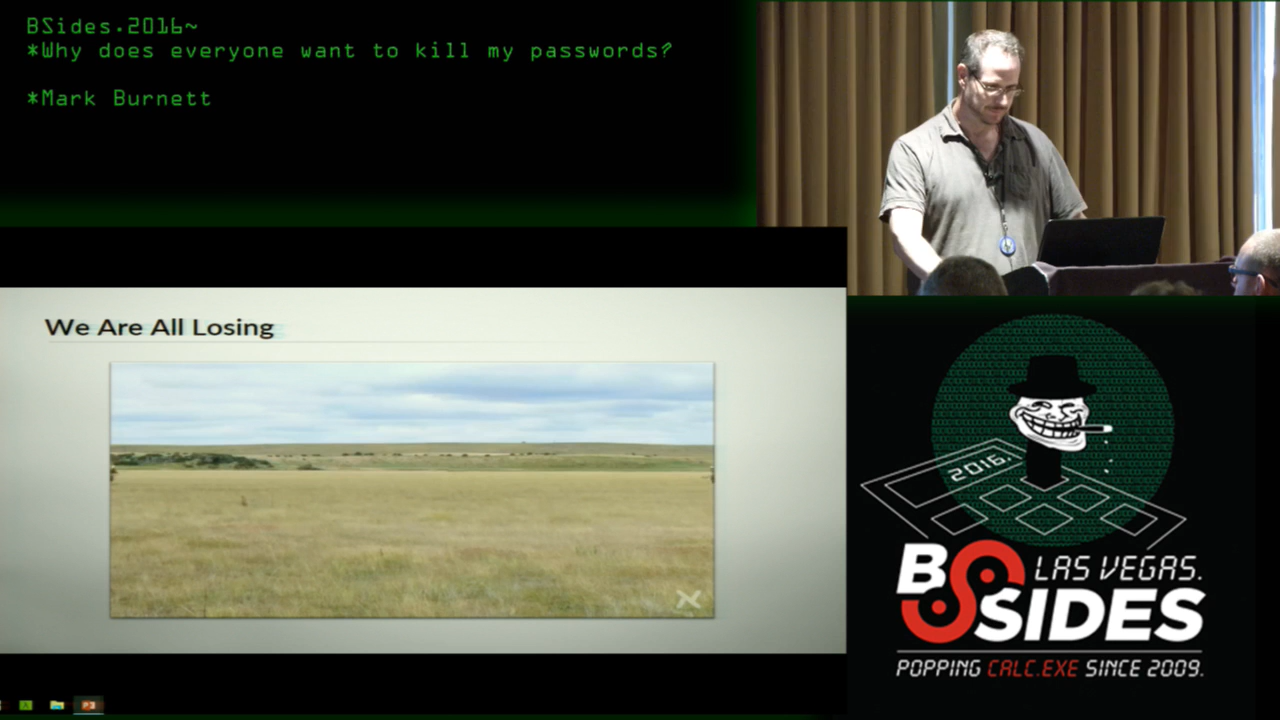 BSides.2016~
*Why does everyone want to kill my passwords?
*Mark Burnett
We Are All Losing
2016.
BSIDES
LAS VEGAS.
POPPING CALC.EXE SINCE 2009.